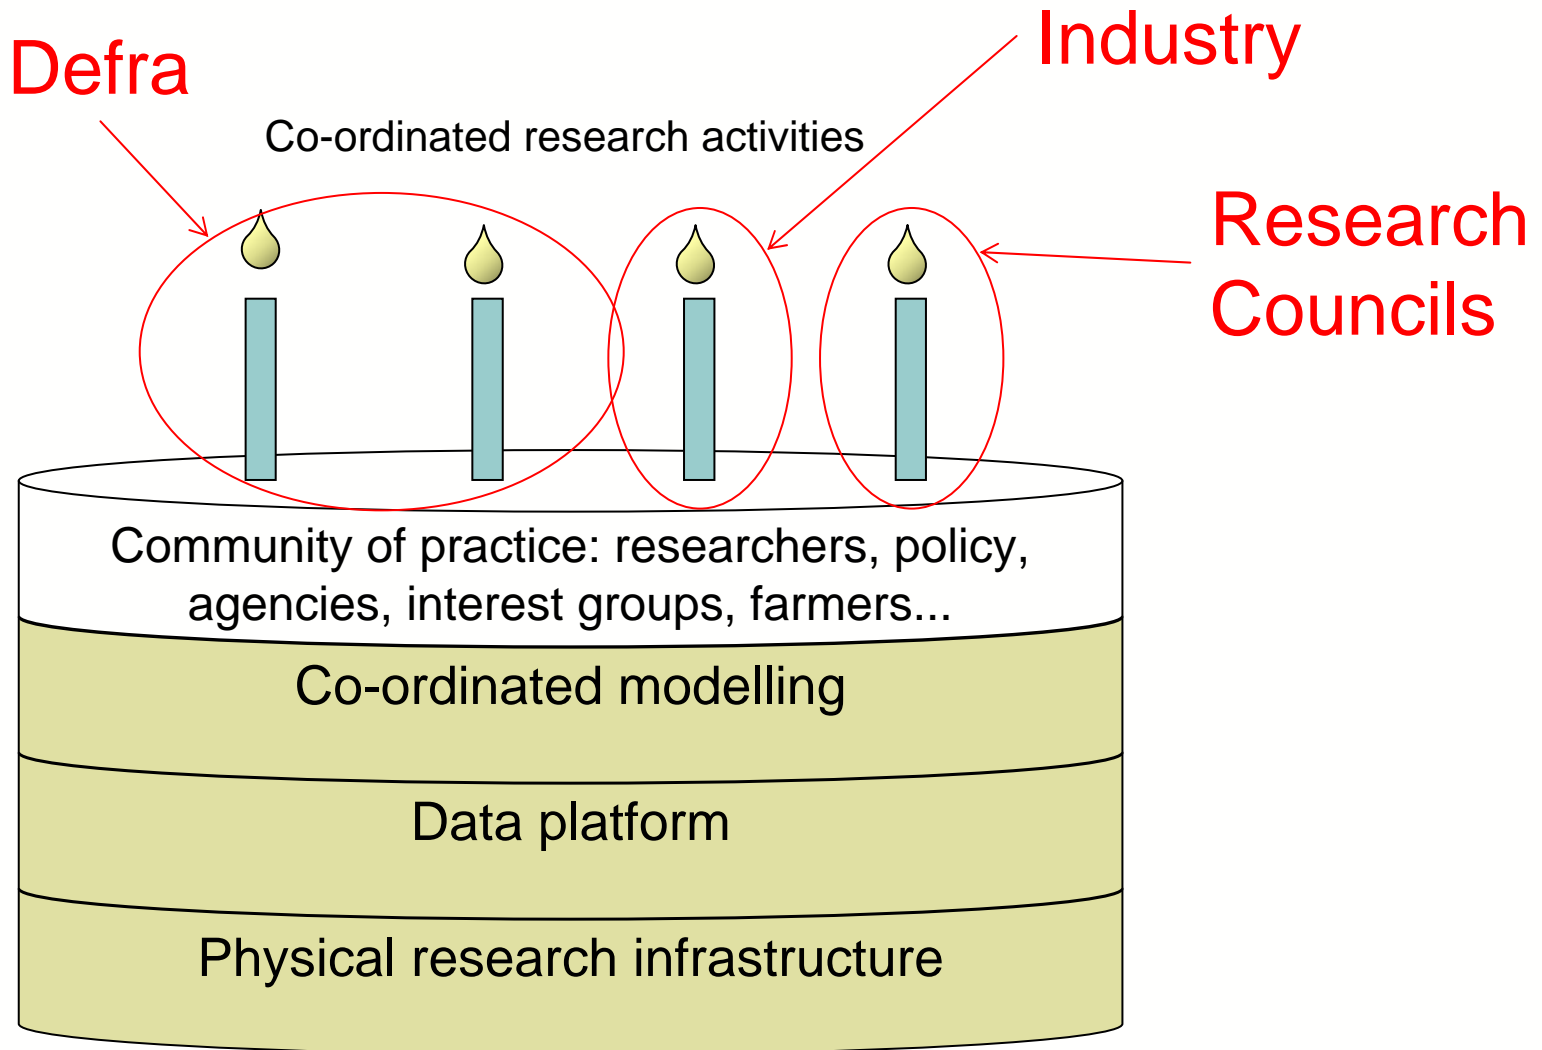 Defra
Industry
Co-ordinated research activities
Research
Councils
Community of practice: researchers, policy,
agencies, interest groups, farmers...
Co-ordinated modelling
Data platform
Physical research infrastructure